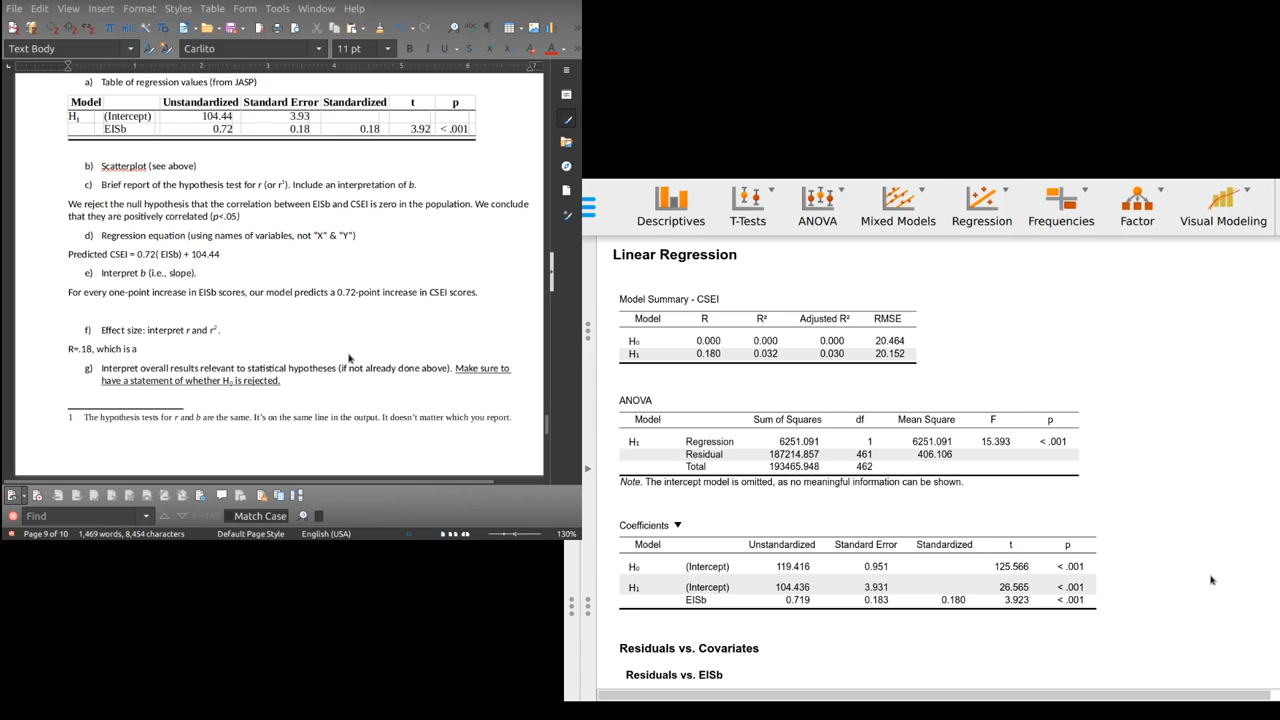 File Edit View Insert Format Styles Table Form Tools Window Help
Text Body Carlito 11 pt
1 2 3 4 5 6 7
a) Table of regression values (from JASP)
Model Unstandardized Standard Error Standardized t p
H₁ (Intercept) 104.44 3.93
EISb 0.72 0.18 0.18 3.92 < .001
b) Scatterplot (see above)
c) Brief report of the hypothesis test for r (or r¹). Include an interpretation of b.
We reject the null hypothesis that the correlation between EISb and CSEI is zero in the population. We conclude
that they are positively correlated (p<.05)
d) Regression equation (using names of variables, not “X” & “Y”)
Predicted CSEI = 0.72( EISb) + 104.44
e) Interpret b (i.e., slope).
For every one-point increase in EISb scores, our model predicts a 0.72-point increase in CSEI scores.
f) Effect size: interpret r and r².
R=.18, which is a
g) Interpret overall results relevant to statistical hypotheses (if not already done above). Make sure to
have a statement of whether H₀ is rejected.
1 The hypothesis tests for r and b are the same. It’s on the same line in the output. It doesn’t matter which you report.
Find Match Case
Page 9 of 10 1,469 words, 8,454 characters Default Page Style English (USA) 130%
Descriptives T-Tests ANOVA Mixed Models Regression Frequencies Factor Visual Modeling
Linear Regression
Model Summary - CSEI
Model R R² Adjusted R² RMSE
H₀ 0.000 0.000 0.000 20.464
H₁ 0.180 0.032 0.030 20.152
ANOVA
Model Sum of Squares df Mean Square F p
H₁ Regression 6251.091 1 6251.091 15.393 < .001
Residual 187214.857 461 406.106
Total 193465.948 462
Note. The intercept model is omitted, as no meaningful information can be shown.
Coefficients ▼
Model Unstandardized Standard Error Standardized t p
H₀ (Intercept) 119.416 0.951 125.566 < .001
H₁ (Intercept) 104.436 3.931 26.565 < .001
EISb 0.719 0.183 0.180 3.923 < .001
Residuals vs. Covariates
Residuals vs. EISb